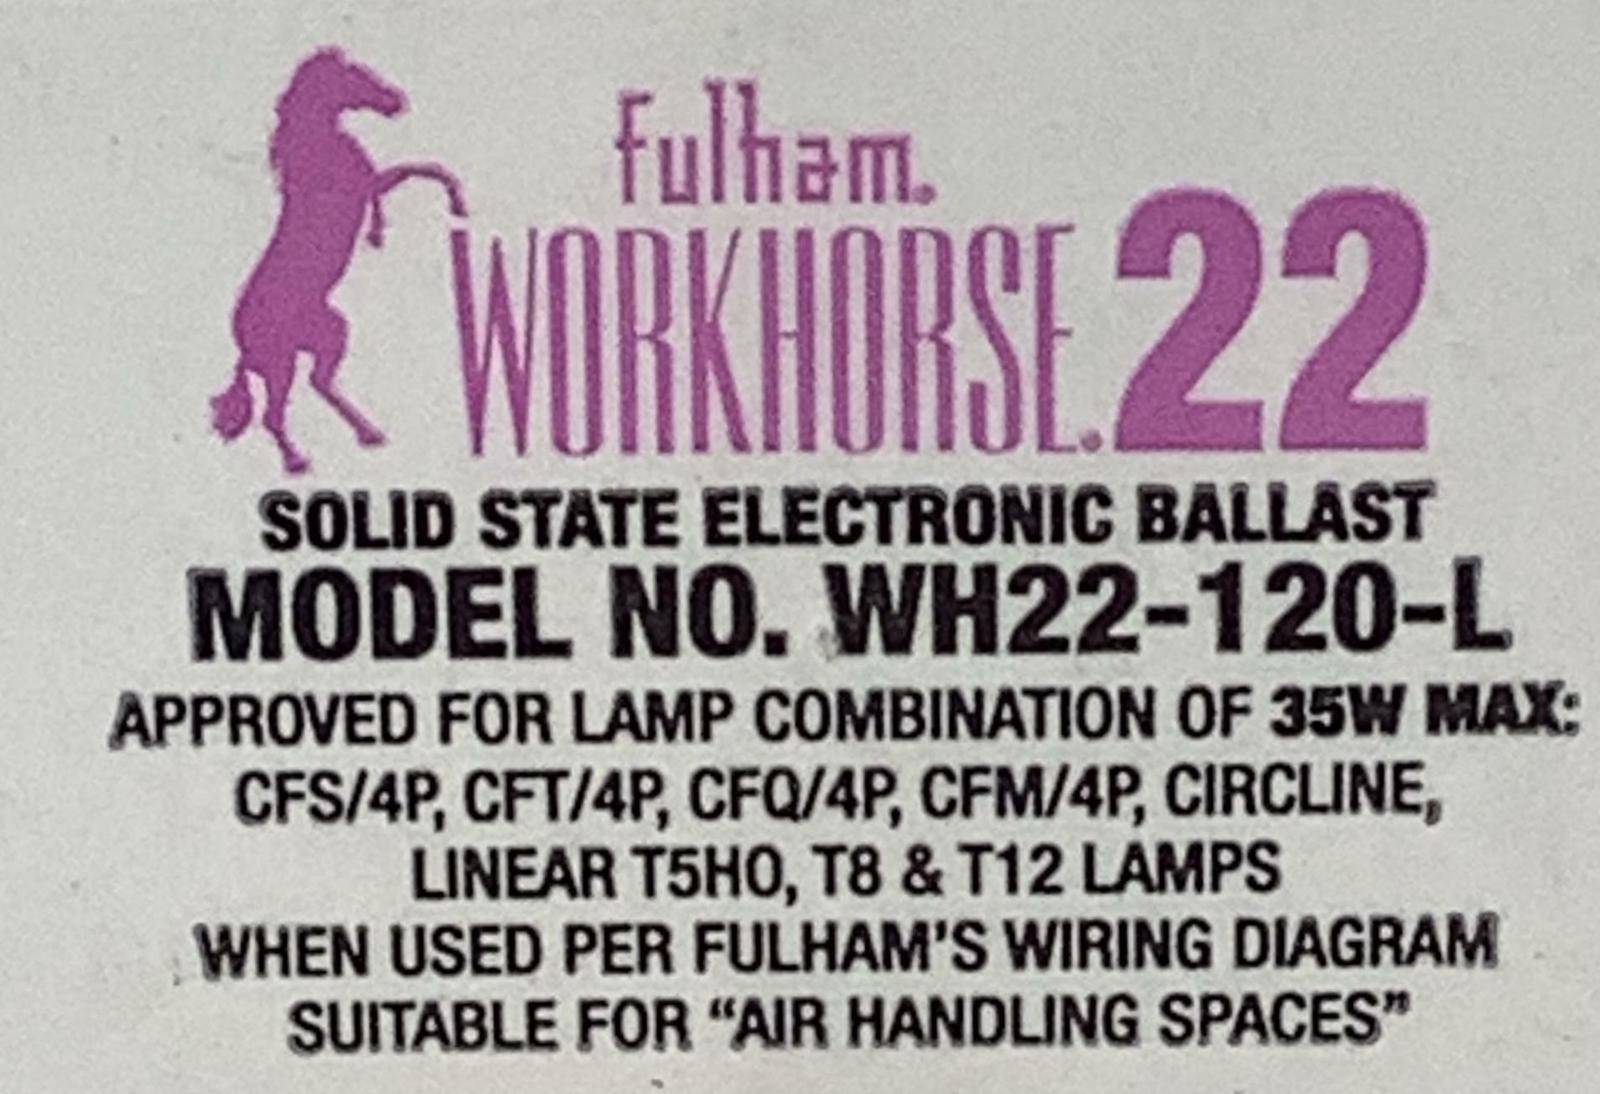 fulham.
WORKHORSE.22
SOLID STATE ELECTRONIC BALLAST
MODEL NO. WH22-120-L
APPROVED FOR LAMP COMBINATION OF 35W MAX:
CFS/4P, CFT/4P, CFQ/4P, CFM/4P, CIRCLINE,
LINEAR T5HO, T8 & T12 LAMPS
WHEN USED PER FULHAM'S WIRING DIAGRAM
SUITABLE FOR “AIR HANDLING SPACES”